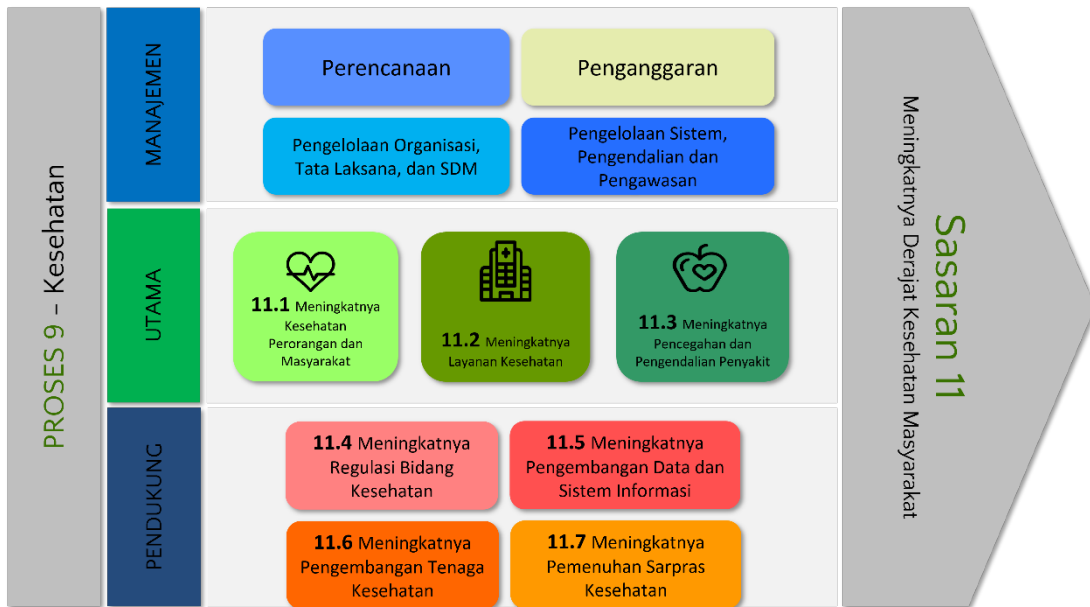 PROSES 9 – Kesehatan
MANAJEMEN
Perencanaan
Penganggaran
Pengelolaan Organisasi,
Tata Laksana, dan SDM
Pengelolaan Sistem,
Pengendalian dan
Pengawasan
UTAMA
11.1 Meningkatnya
Kesehatan
Perorangan dan
Masyarakat
11.2 Meningkatnya
Layanan Kesehatan
11.3 Meningkatnya
Pencegahan dan
Pengendalian Penyakit
PENDUKUNG
11.4 Meningkatnya
Regulasi Bidang
Kesehatan
11.5 Meningkatnya
Pengembangan Data dan
Sistem Informasi
11.6 Meningkatnya
Pengembangan Tenaga
Kesehatan
11.7 Meningkatnya
Pemenuhan Sarpras
Kesehatan
Sasaran 11
Meningkatnya Derajat Kesehatan Masyarakat